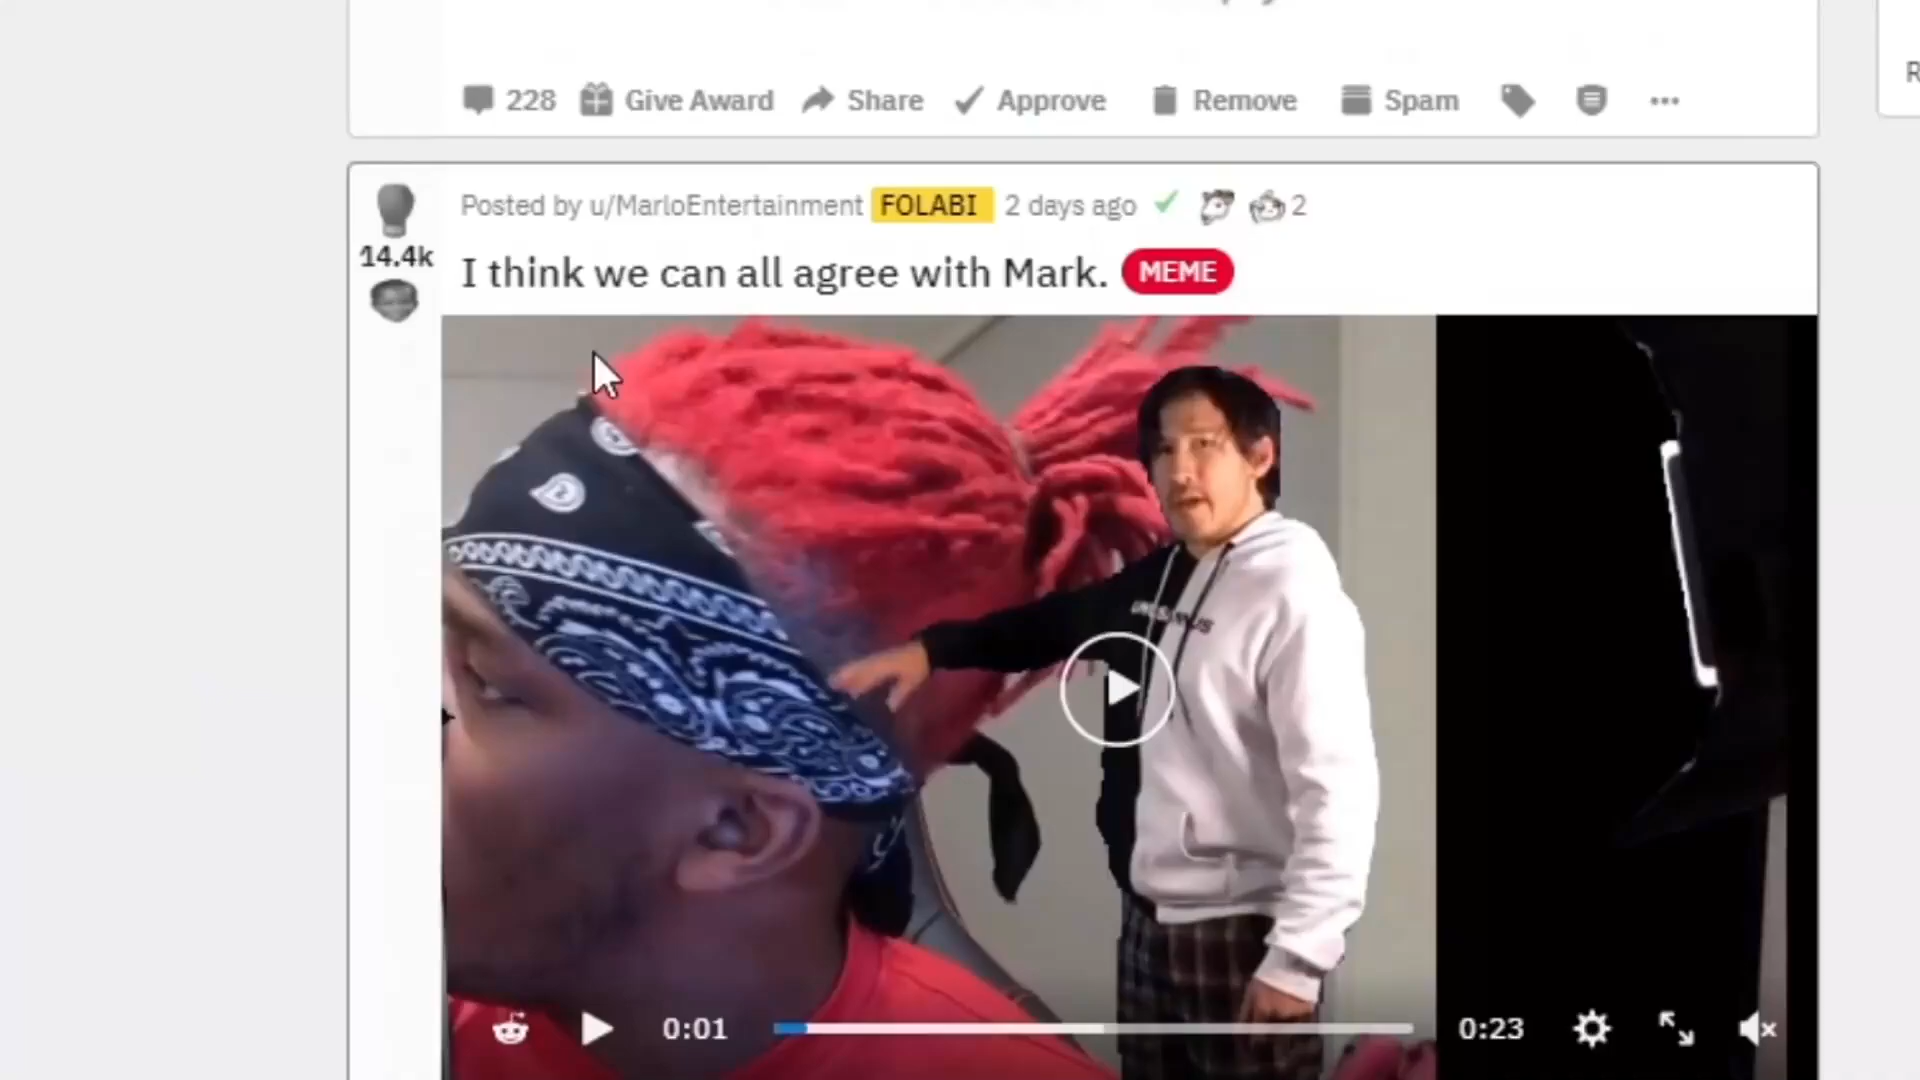 228 Give Award Share Approve Remove Spam
R
Posted by u/MarloEntertainment FOLABI 2 days ago 2
14.4k
I think we can all agree with Mark. MEME
0:01 0:23